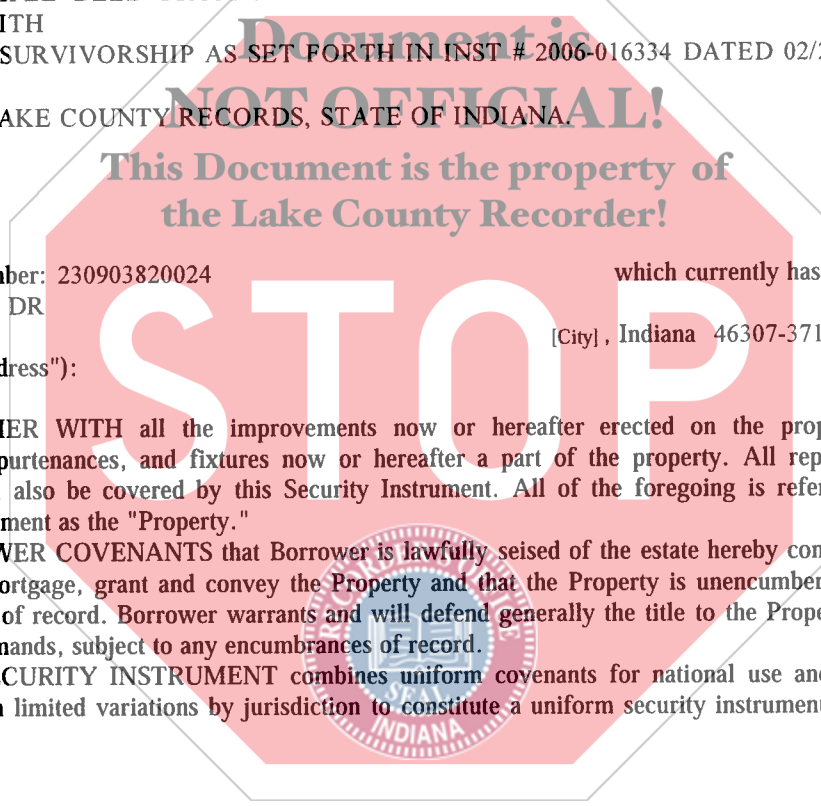 ITH
Document is
SURVIVORSHIP AS SET FORTH IN INST # 2006-016334 DATED 02/2
NOT OFFICIAL!
AKE COUNTY RECORDS, STATE OF INDIANA.
This Document is the property of
the Lake County Recorder!
ber: 230903820024 which currently has
DR
[City], Indiana 46307-371
dress"):
STOP
ER WITH all the improvements now or hereafter erected on the prop
purtenances, and fixtures now or hereafter a part of the property. All rep
also be covered by this Security Instrument. All of the foregoing is refer
ment as the "Property."
WER COVENANTS that Borrower is lawfully seised of the estate hereby con
ortgage, grant and convey the Property and that the Property is unencumber
of record. Borrower warrants and will defend generally the title to the Prope
mands, subject to any encumbrances of record.
CURITY INSTRUMENT combines uniform covenants for national use and
limited variations by jurisdiction to constitute a uniform security instrument
RECORDER'S OFFICE
SEAL
INDIANA